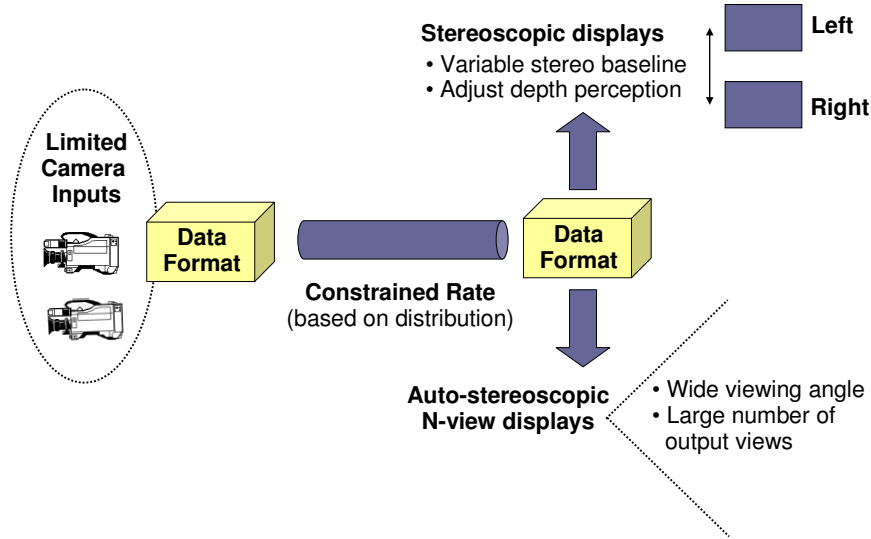 Limited
Camera
Inputs
Data
Format
Constrained Rate
(based on distribution)
Data
Format
Stereoscopic displays
• Variable stereo baseline
• Adjust depth perception
Left
Right
Auto-stereoscopic
N-view displays
• Wide viewing angle
• Large number of
output views